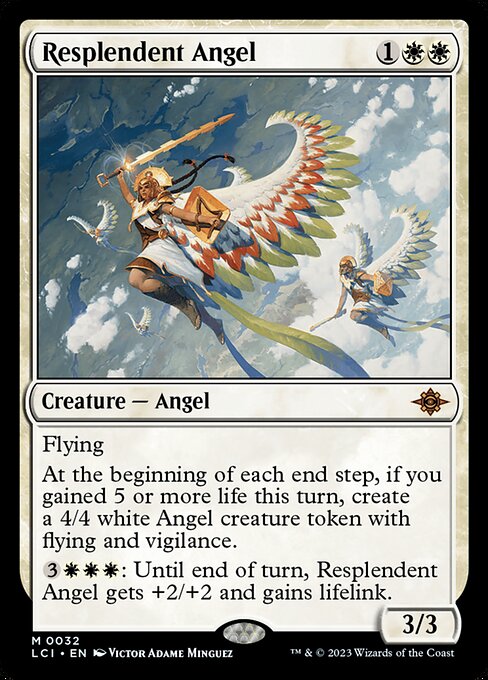 Resplendent Angel 1
Creature — Angel
Flying
At the beginning of each end step, if you
gained 5 or more life this turn, create
a 4/4 white Angel creature token with
flying and vigilance.
3: Until end of turn, Resplendent
Angel gets +2/+2 and gains lifelink.
3/3
M 0032
LCI • EN Victor Adame Minguez
™ & © 2023 Wizards of the Coast